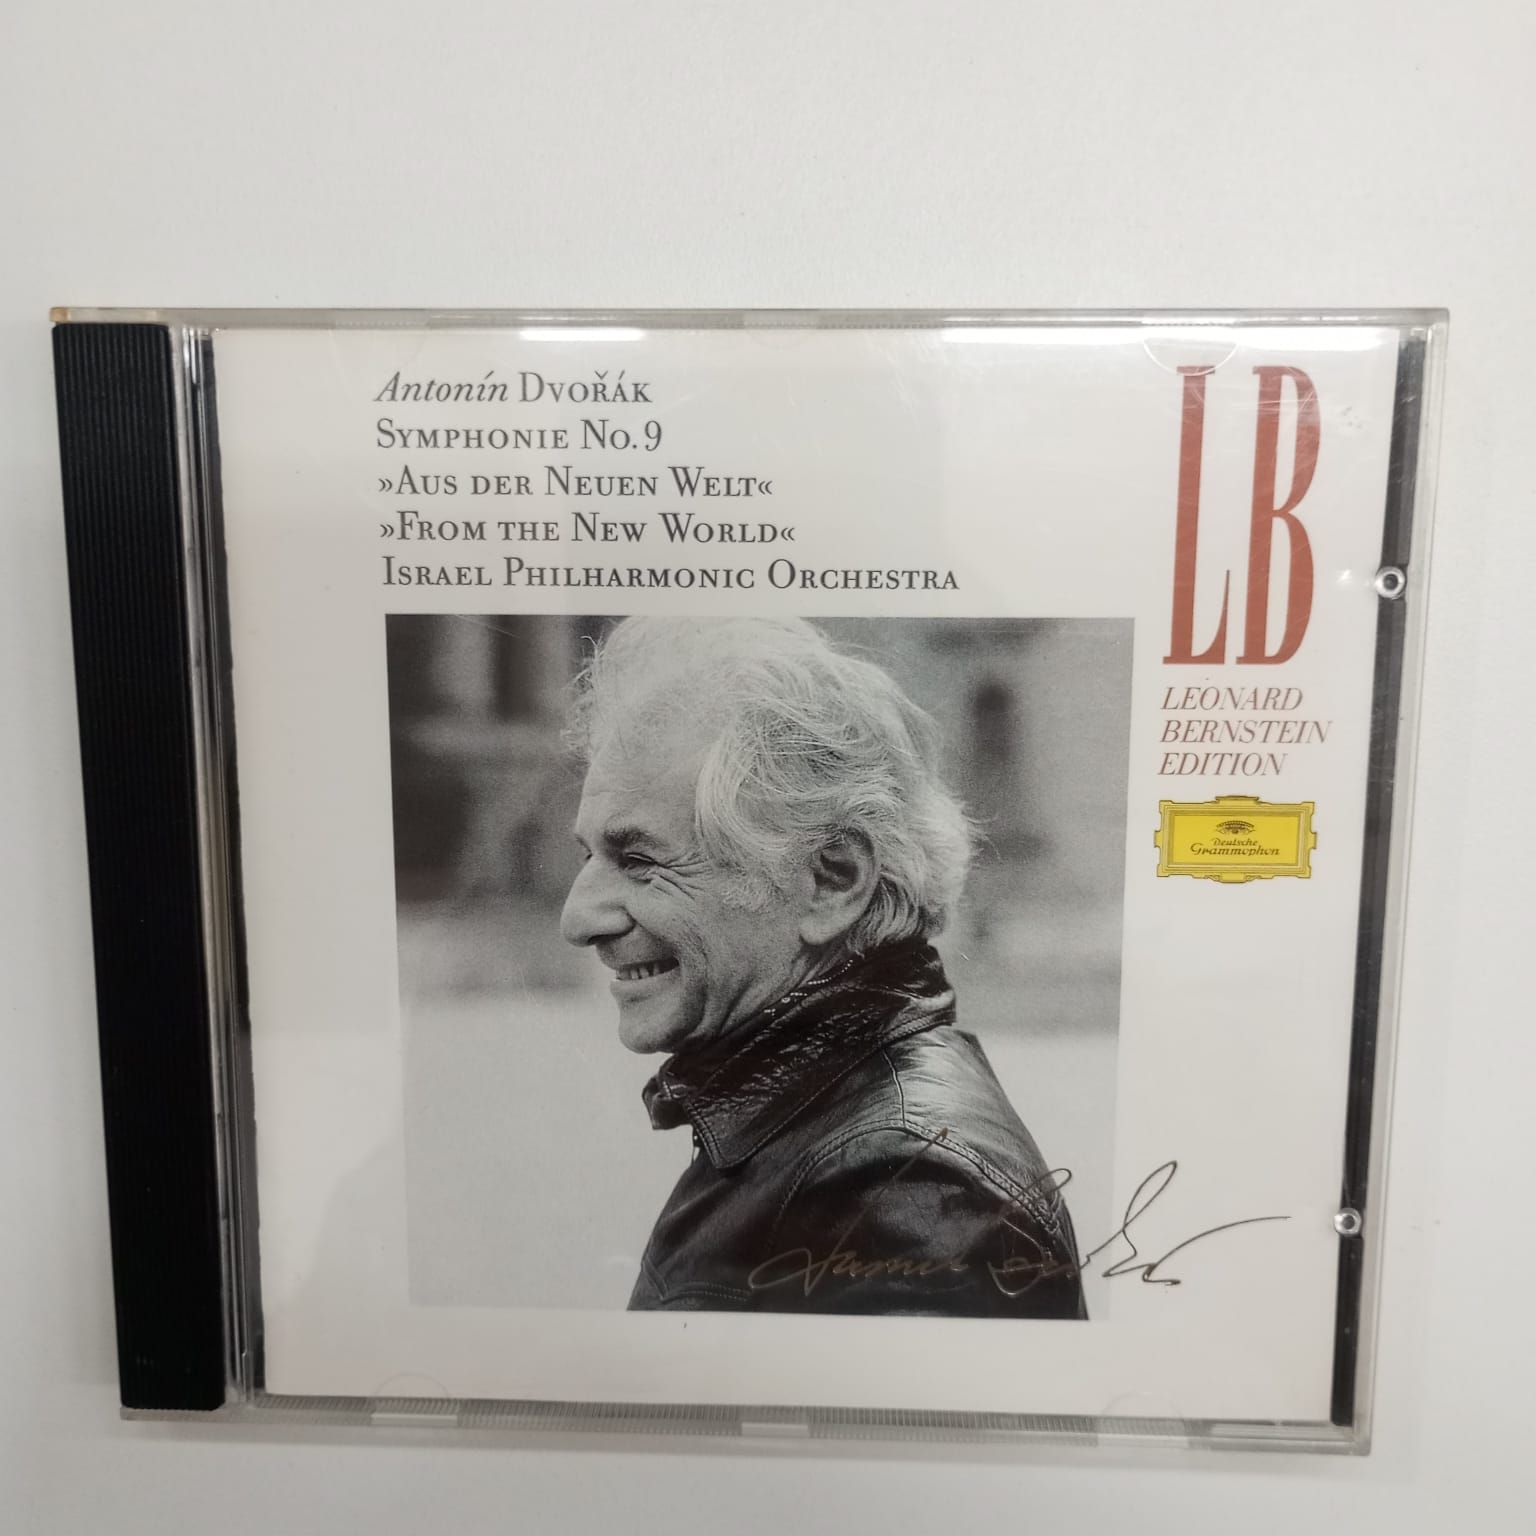 Antonín DVOŘÁK
SYMPHONIE NO. 9
»AUS DER NEUEN WELT«
»FROM THE NEW WORLD«
ISRAEL PHILHARMONIC ORCHESTRA
LB
LEONARD
BERNSTEIN
EDITION
Deutsche
Grammophon